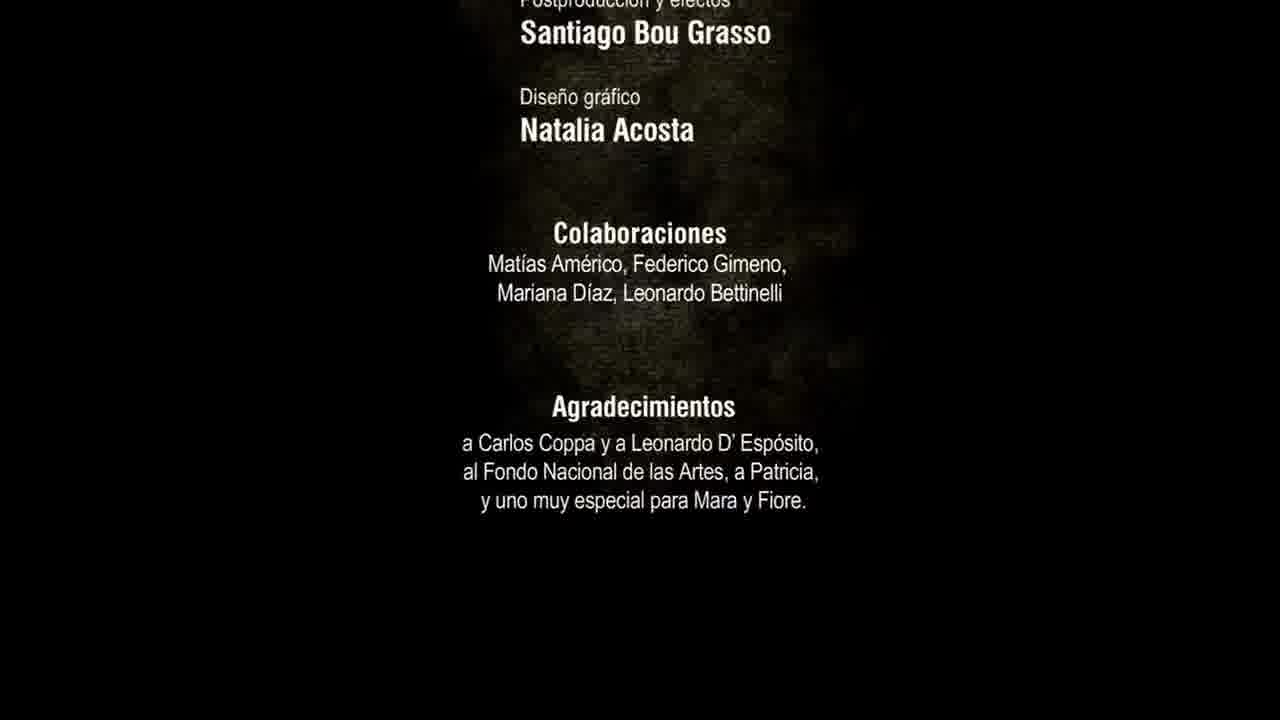 Postproducción y efectos
Santiago Bou Grasso
Diseño gráfico
Natalia Acosta
Colaboraciones
Matías Américo, Federico Gimeno,
Mariana Díaz, Leonardo Bettinelli
Agradecimientos
a Carlos Coppa y a Leonardo D' Espósito,
al Fondo Nacional de las Artes, a Patricia,
y uno muy especial para Mara y Fiore.